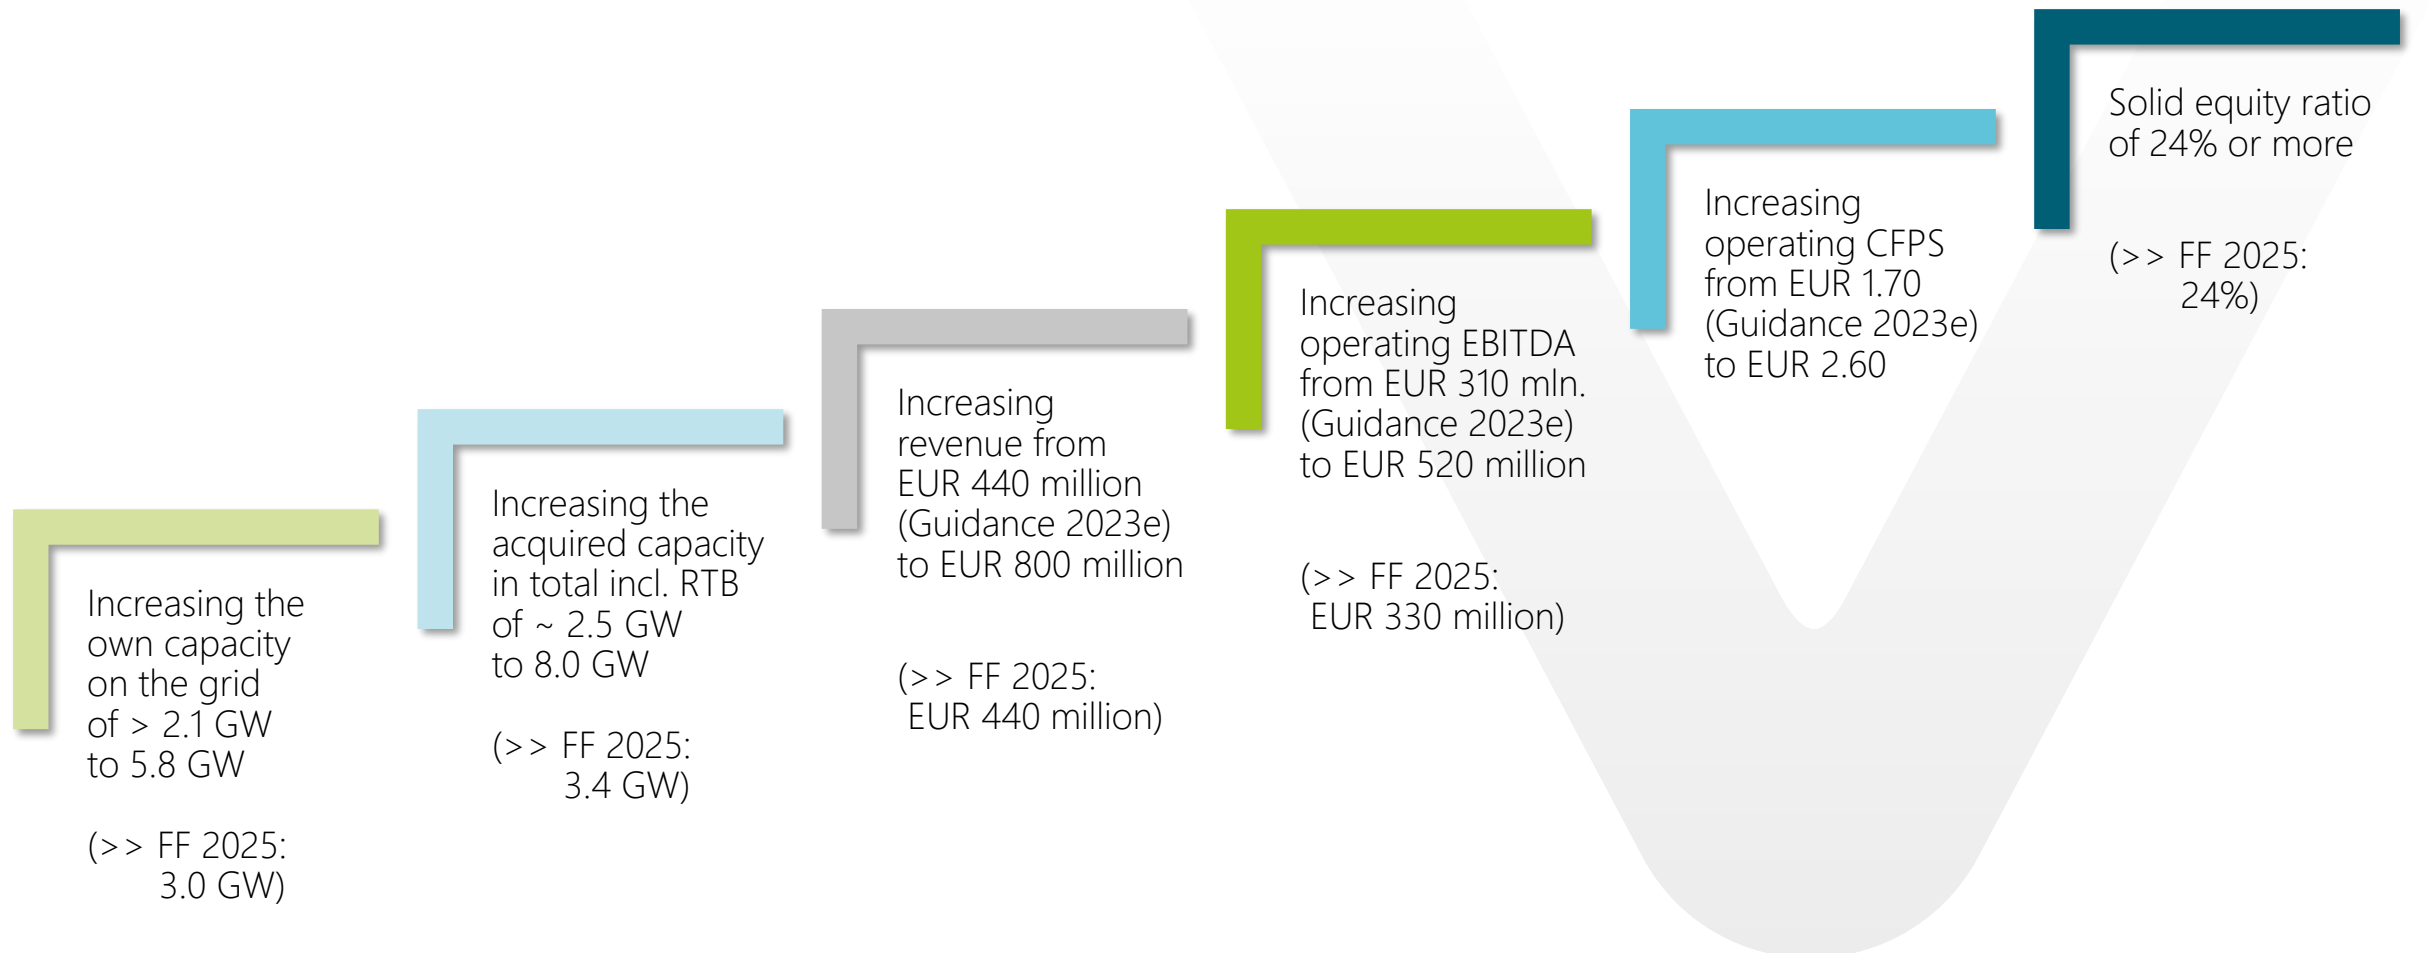 Increasing the
own capacity
on the grid
of > 2.1 GW
to 5.8 GW
(>> FF 2025:
3.0 GW)
Increasing the
acquired capacity
in total incl. RTB
of ~ 2.5 GW
to 8.0 GW
(>> FF 2025:
3.4 GW)
Increasing
revenue from
EUR 440 million
(Guidance 2023e)
to EUR 800 million
(>> FF 2025:
EUR 440 million)
Increasing
operating EBITDA
from EUR 310 mln.
(Guidance 2023e)
to EUR 520 million
(>> FF 2025:
EUR 330 million)
Increasing
operating CFPS
from EUR 1.70
(Guidance 2023e)
to EUR 2.60
Solid equity ratio
of 24% or more
(>> FF 2025:
24%)